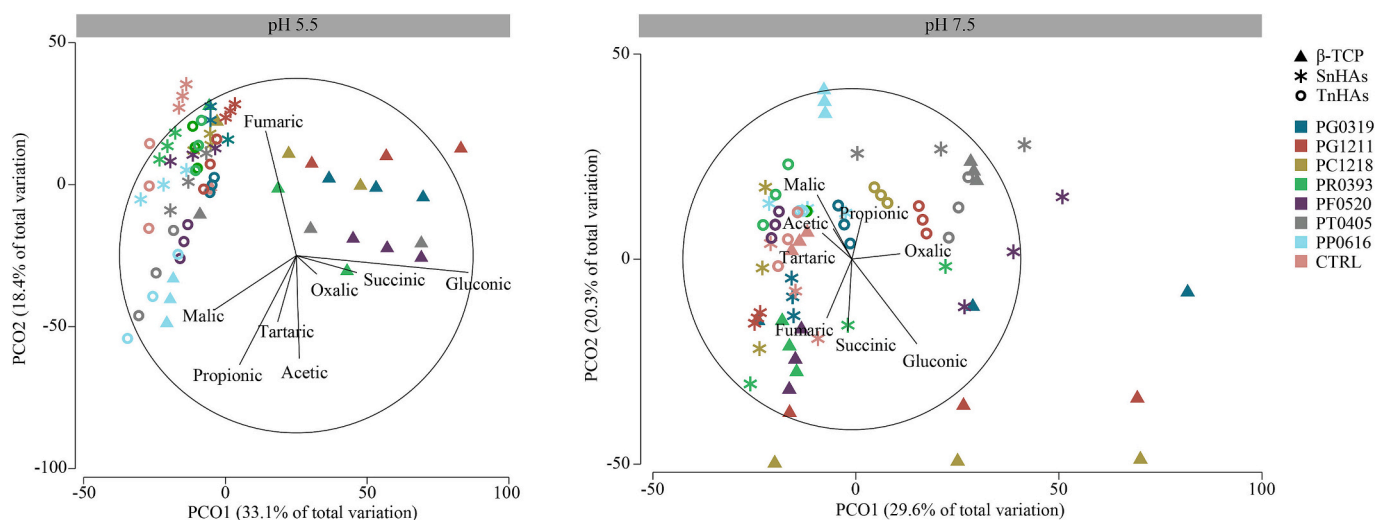 pH 5.5
50
0
-50
-100
-50
0
50
100
PCO2 (18.4% of total variation)
PCO1 (33.1% of total variation)
Fumaric
Succinic
Gluconic
Oxalic
Malic
Tartaric
Propionic
Acetic
pH 7.5
50
0
-50
-50
0
50
100
PCO2 (20.3% of total variation)
PCO1 (29.6% of total variation)
Malic
Propionic
Acetic
Oxalic
Tartaric
Fumaric
Succinic
Gluconic
β-TCP
SnHAs
TnHAs
PG0319
PG1211
PC1218
PR0393
PF0520
PT0405
PP0616
CTRL